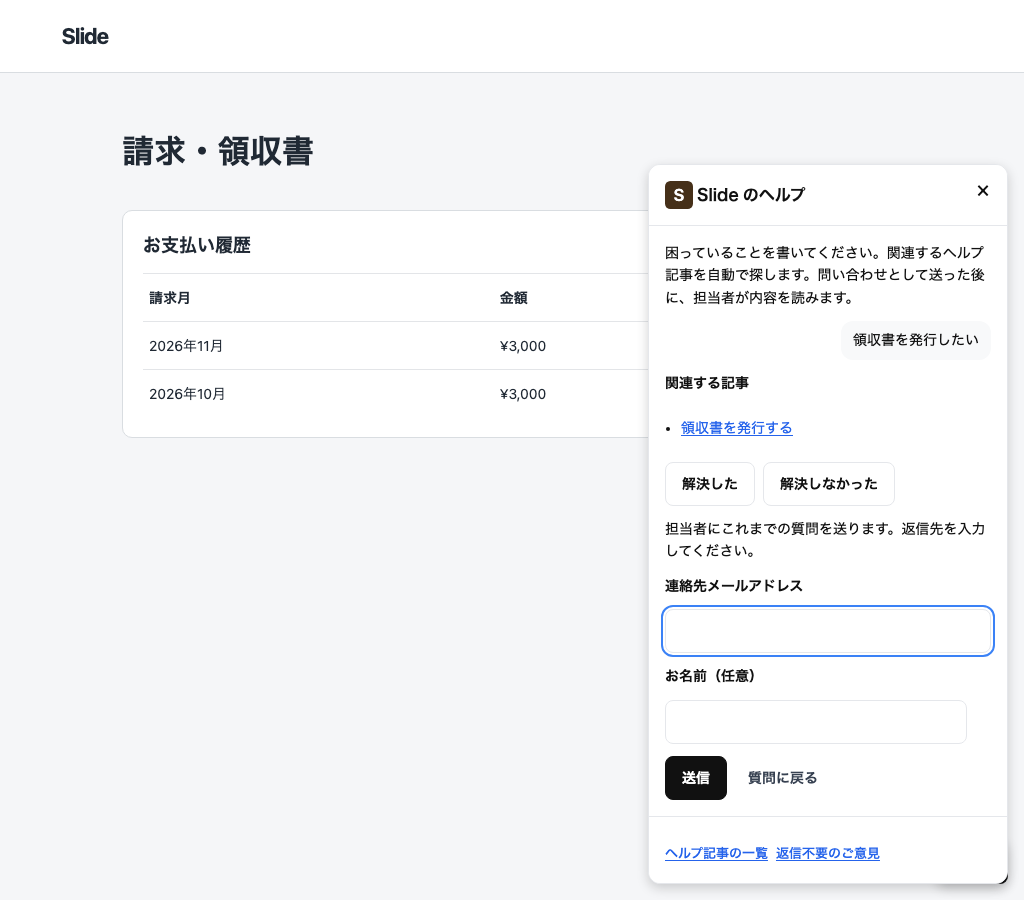 Slide
請求・領収書
お支払い履歴
請求月 金額
2026年11月 ¥3,000
2026年10月 ¥3,000
S Slide のヘルプ ×
困っていることを書いてください。関連するヘルプ
記事を自動で探します。問い合わせとして送った後
に、担当者が内容を読みます。
領収書を発行したい
関連する記事
• 領収書を発行する
解決した 解決しなかった
担当者にこれまでの質問を送ります。返信先を入力
してください。
連絡先メールアドレス
お名前（任意）
送信 質問に戻る
ヘルプ記事の一覧 返信不要のご意見